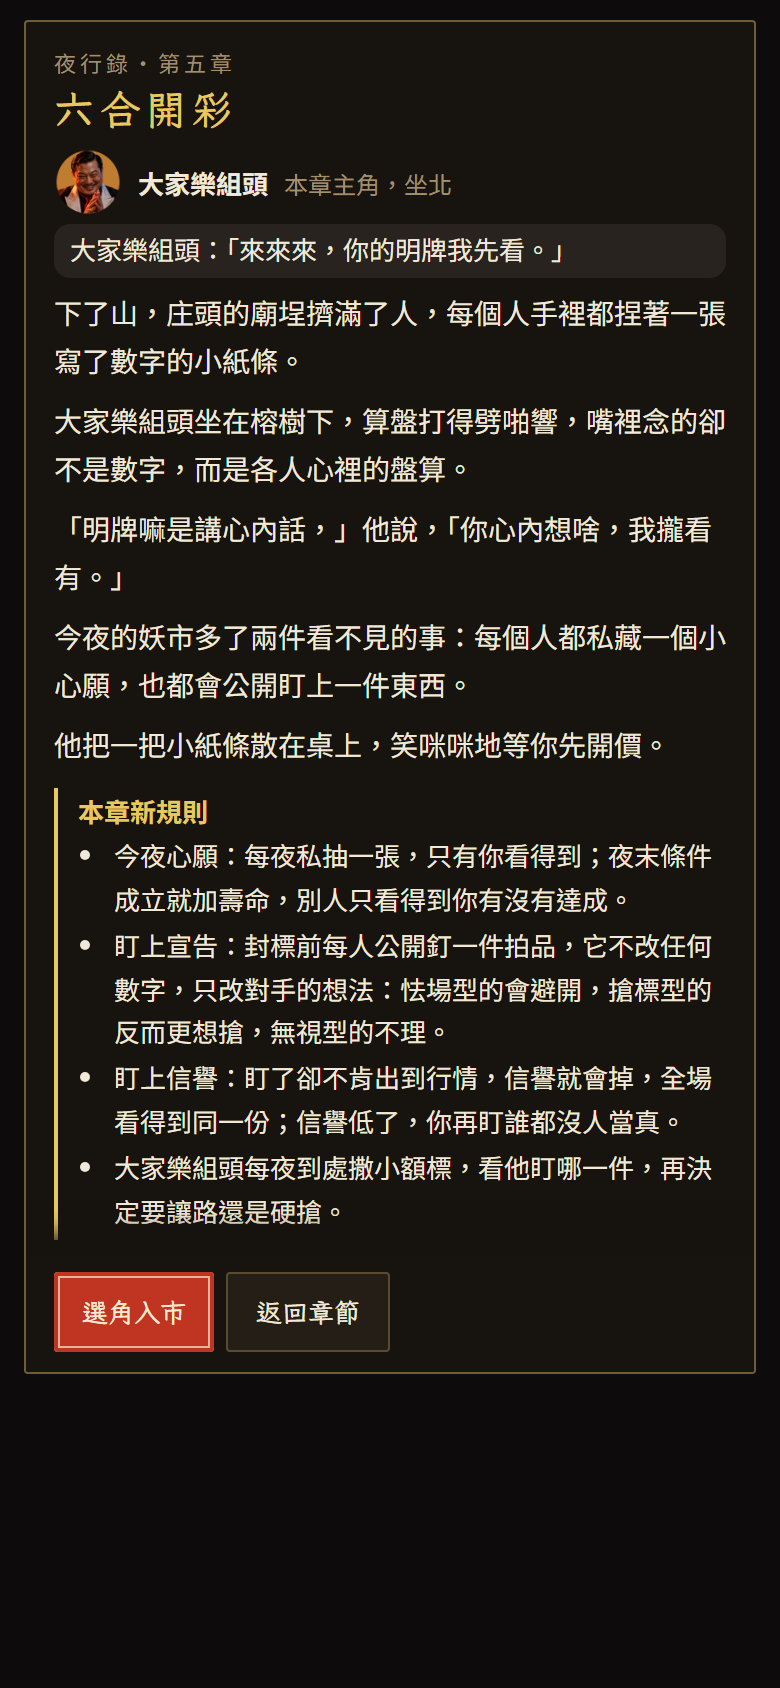 夜行錄・第五章
六合開彩
大家樂組頭 本章主角，坐北
大家樂組頭：「來來來，你的明牌我先看。」
下了山，庄頭的廟埕擠滿了人，每個人手裡都捏著一張
寫了數字的小紙條。
大家樂組頭坐在榕樹下，算盤打得劈啪響，嘴裡念的卻
不是數字，而是各人心裡的盤算。
「明牌嘛是講心內話，」他說，「你心內想啥，我攏看
有。」
今夜的妖市多了兩件看不見的事：每個人都私藏一個小
心願，也都會公開盯上一件東西。
他把一把小紙條散在桌上，笑咪咪地等你先開價。
本章新規則
• 今夜心願：每夜私抽一張，只有你看得到；夜末條件
成立就加壽命，別人只看得到你有沒有達成。
• 盯上宣告：封標前每人公開釘一件拍品，它不改任何
數字，只改對手的想法：怯場型的會避開，搶標型的
反而更想搶，無視型的不理。
• 盯上信譽：盯了卻不肯出到行情，信譽就會掉，全場
看得到同一份；信譽低了，你再盯誰都沒人當真。
• 大家樂組頭每夜到處撒小額標，看他盯哪一件，再決
定要讓路還是硬搶。
選角入市 返回章節